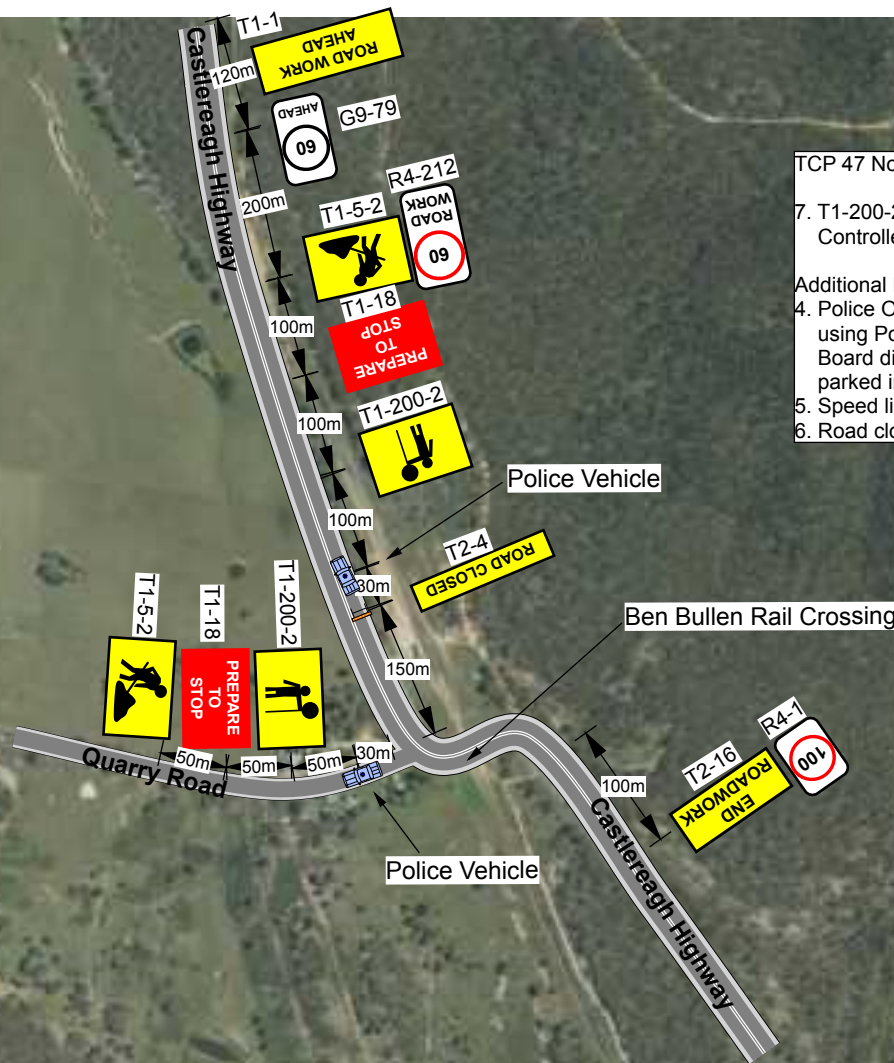 T1-1
ROAD WORK
AHEAD
120m
Castlereagh Highway
AHEAD
60
G9-79
200m
R4-212
ROAD
WORK
60
T1-5-2
100m
T1-18
PREPARE
TO
STOP
100m
T1-200-2
100m
Police Vehicle
T2-4
ROAD CLOSED
30m
Ben Bullen Rail Crossing
150m
T1-5-2
T1-18
PREPARE
TO
STOP
T1-200-2
50m
50m
50m
30m
Quarry Road
Police Vehicle
100m
T2-16
END
ROADWORK
R4-1
100
Castlereagh Highway
TCP 47 No
7. T1-200-2
Controlle
Additional
4. Police O
using Po
Board di
parked i
5. Speed li
6. Road clo